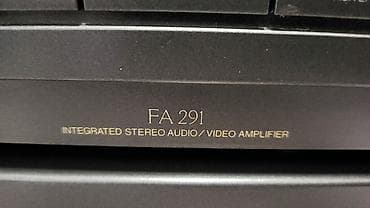 FA 291
INTEGRATED STEREO AUDIO/VIDEO AMPLIFIER